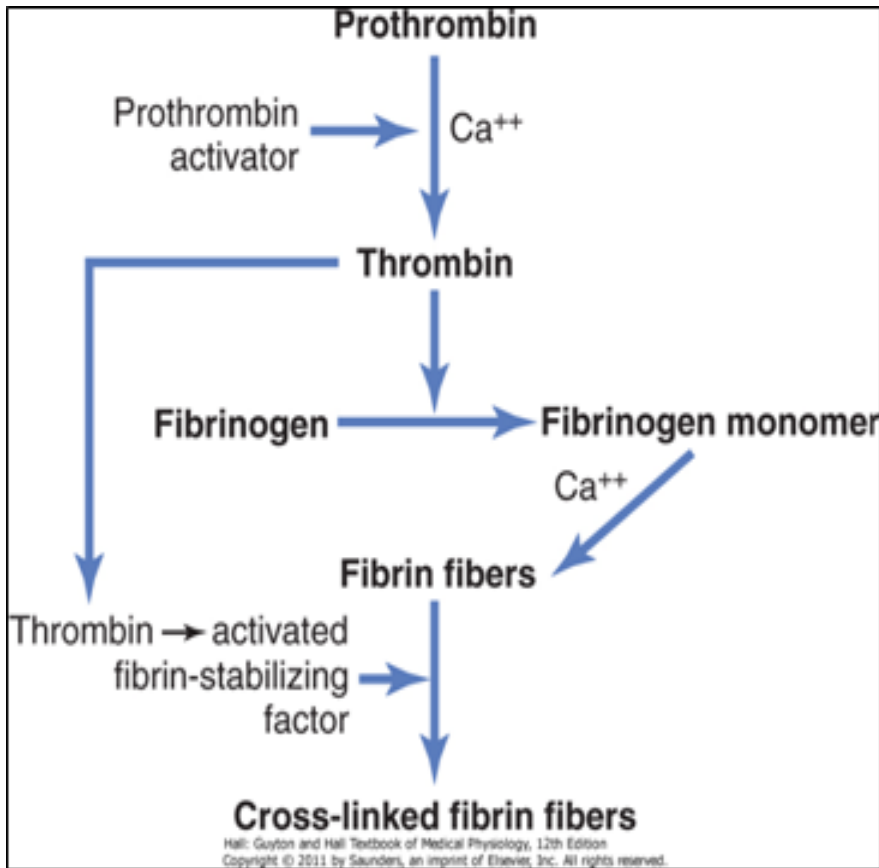 Prothrombin
Prothrombin
activator
Ca++
Thrombin
Fibrinogen
Fibrinogen monomer
Ca++
Fibrin fibers
Thrombin → activated
fibrin-stabilizing
factor
Cross-linked fibrin fibers
Hall: Guyton and Hall Textbook of Medical Physiology, 12th Edition
Copyright © 2011 by Saunders, an imprint of Elsevier, Inc. All rights reserved.